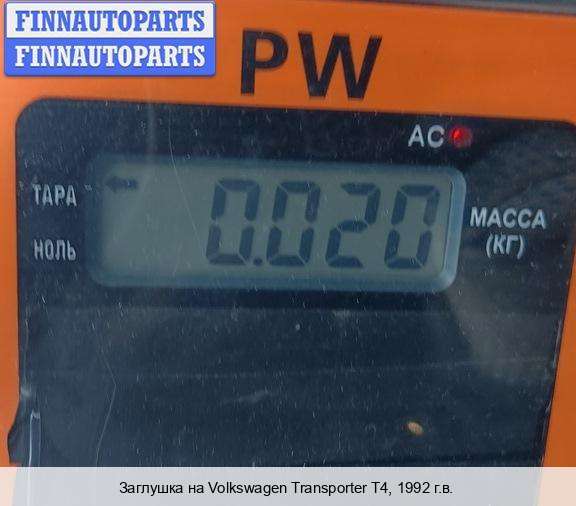 FINNAUTOPARTS
FINNAUTOPARTS
PW
AC
ТАРА
0.020
МАССА
НОЛЬ
(КГ)
Заглушка на Volkswagen Transporter T4, 1992 г.в.